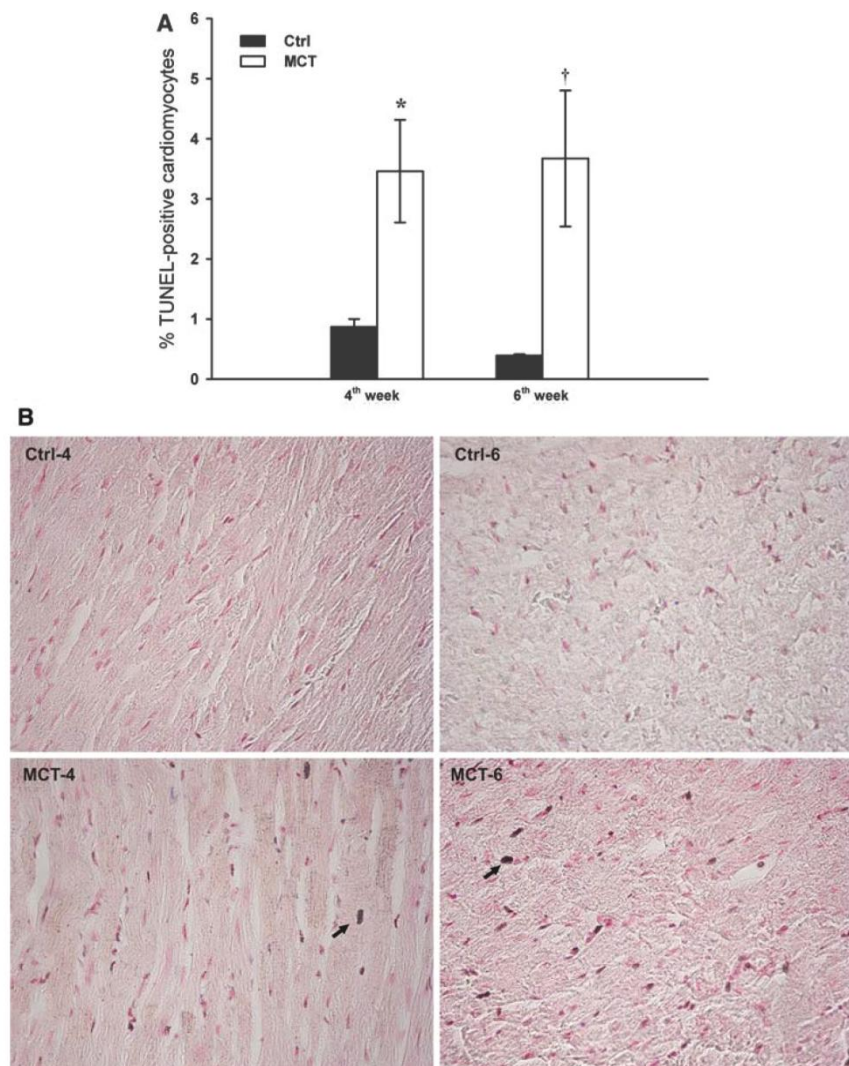 A
6
5
4
3
2
1
0
% TUNEL-positive cardiomyocytes
Ctrl
MCT
*
†
4th week
6th week
B
Ctrl-4
Ctrl-6
MCT-4
MCT-6